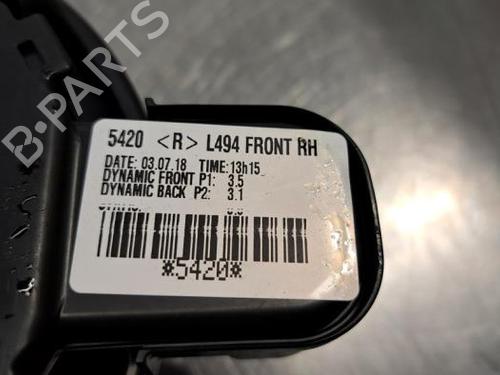 B-PARTS
5420 <R> L494 FRONT RH
DATE: 03.07.18 TIME:13h15
DYNAMIC FRONT P1: 3.5
DYNAMIC BACK P2: 3.1
*5420*